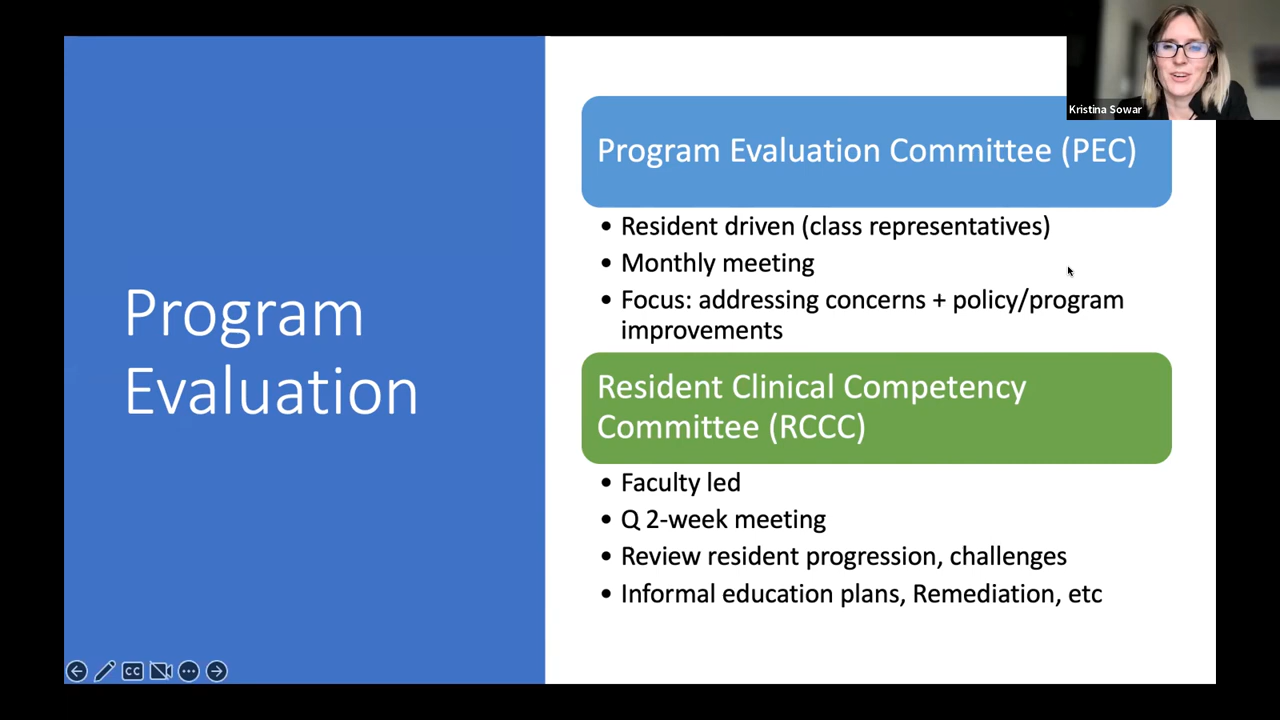 Kristina Sowar
Program Evaluation Committee (PEC)
• Resident driven (class representatives)
• Monthly meeting
• Focus: addressing concerns + policy/program
improvements
Program
Evaluation
Resident Clinical Competency
Committee (RCCC)
• Faculty led
• Q 2-week meeting
• Review resident progression, challenges
• Informal education plans, Remediation, etc
CC